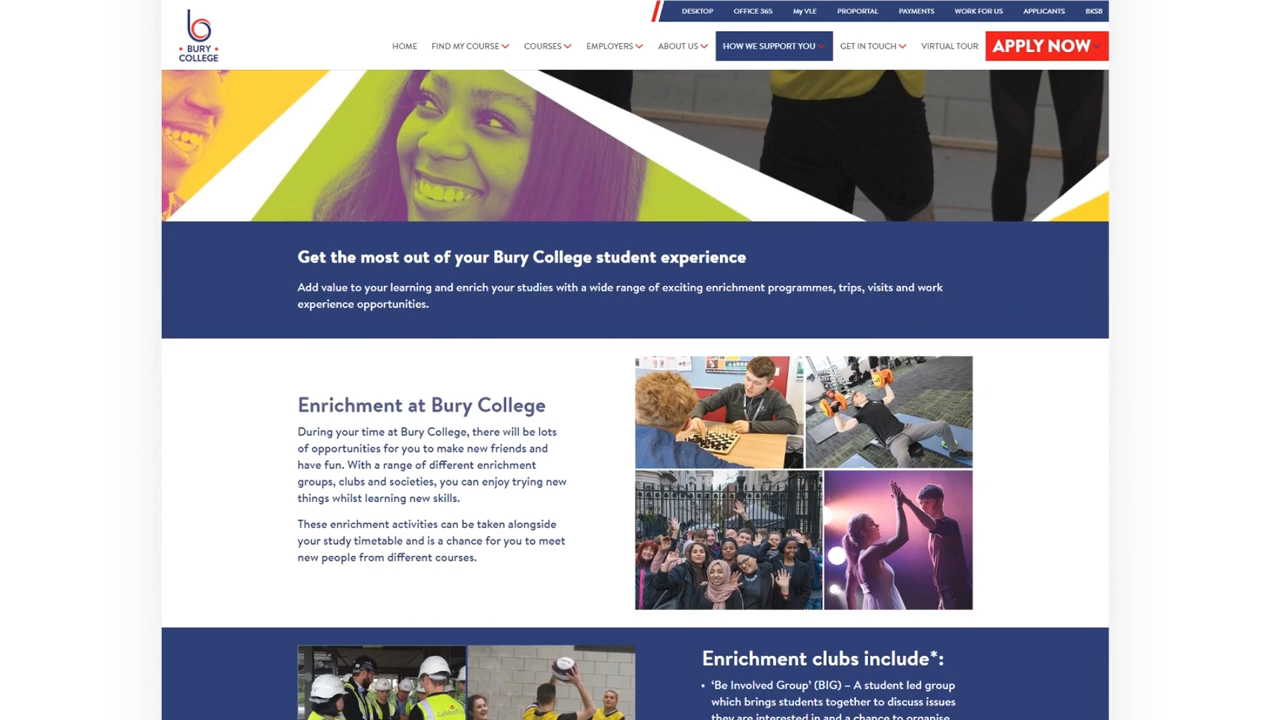 DESKTOP OFFICE 365 My VLE PROPORTAL PAYMENTS WORK FOR US APPLICANTS BKSB
BURY
COLLEGE
HOME FIND MY COURSE COURSES EMPLOYERS ABOUT US HOW WE SUPPORT YOU GET IN TOUCH VIRTUAL TOUR APPLY NOW
Get the most out of your Bury College student experience
Add value to your learning and enrich your studies with a wide range of exciting enrichment programmes, trips, visits and work
experience opportunities.
Enrichment at Bury College
During your time at Bury College, there will be lots
of opportunities for you to make new friends and
have fun. With a range of different enrichment
groups, clubs and societies, you can enjoy trying new
things whilst learning new skills.
These enrichment activities can be taken alongside
your study timetable and is a chance for you to meet
new people from different courses.
Enrichment clubs include*:
• ‘Be Involved Group’ (BIG) – A student led group
which brings students together to discuss issues
they are interested in and a chance to organise